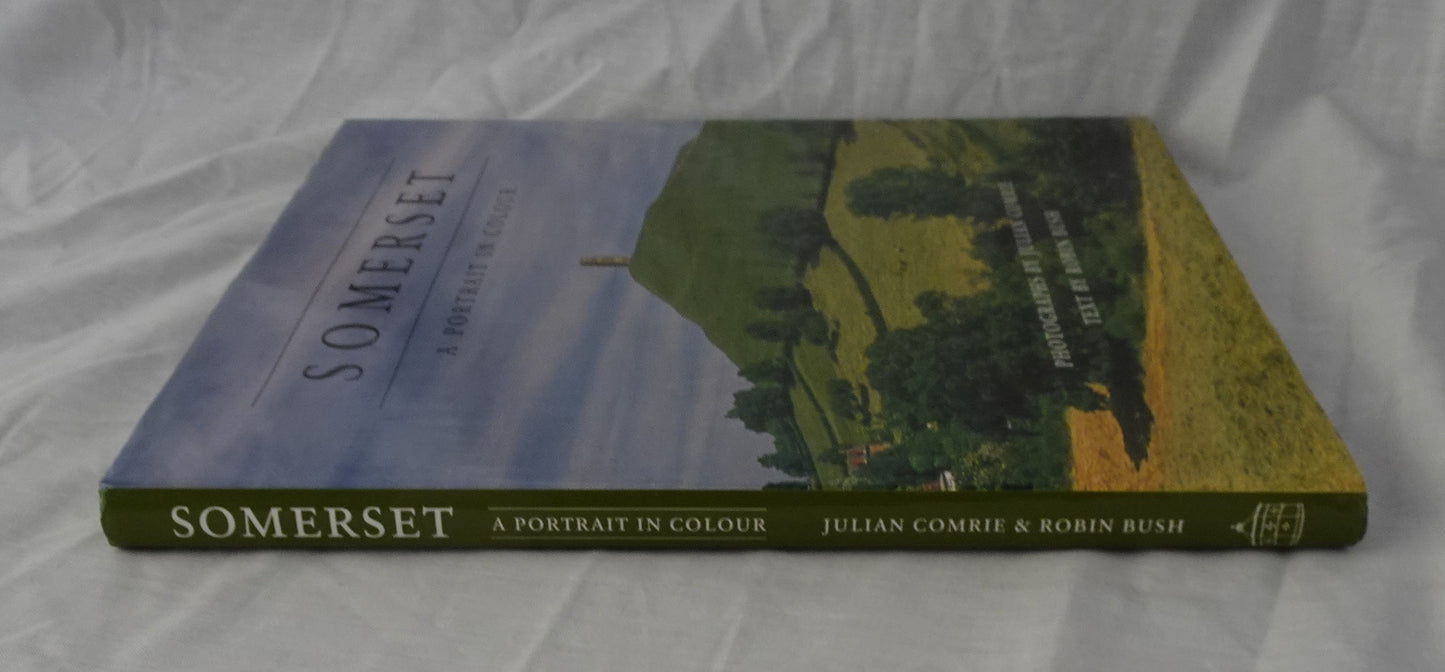 SOMERSET
A PORTRAIT IN COLOUR
PHOTOGRAPHS BY JULIAN COMRIE
TEXT BY ROBIN BUSH
SOMERSET A PORTRAIT IN COLOUR JULIAN COMRIE & ROBIN BUSH